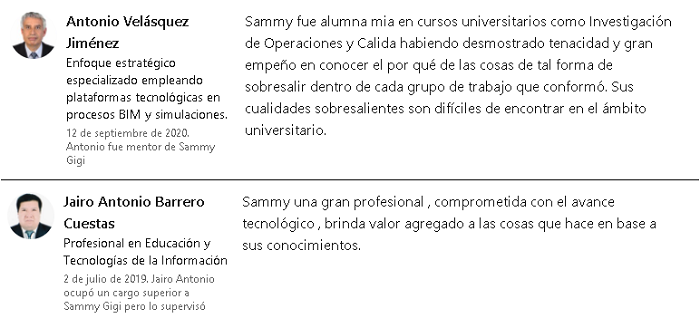 Antonio Velásquez
Jiménez
Enfoque estratégico
especializado empleando
plataformas tecnológicas en
procesos BIM y simulaciones.
12 de septiembre de 2020.
Antonio fue mentor de Sammy
Gigi
Sammy fue alumna mia en cursos universitarios como Investigación
de Operaciones y Calida habiendo desmostrado tenacidad y gran
empeño en conocer el por qué de las cosas de tal forma de
sobresalir dentro de cada grupo de trabajo que conformó. Sus
cualidades sobresalientes son difíciles de encontrar en el ámbito
universitario.
Jairo Antonio Barrero
Cuestas
Profesional en Educación y
Tecnologías de la Información
2 de julio de 2019. Jairo Antonio
ocupó un cargo superior a
Sammy Gigi pero lo supervisó
Sammy una gran profesional , comprometida con el avance
tecnológico , brinda valor agregado a las cosas que hace en base a
sus conocimientos.